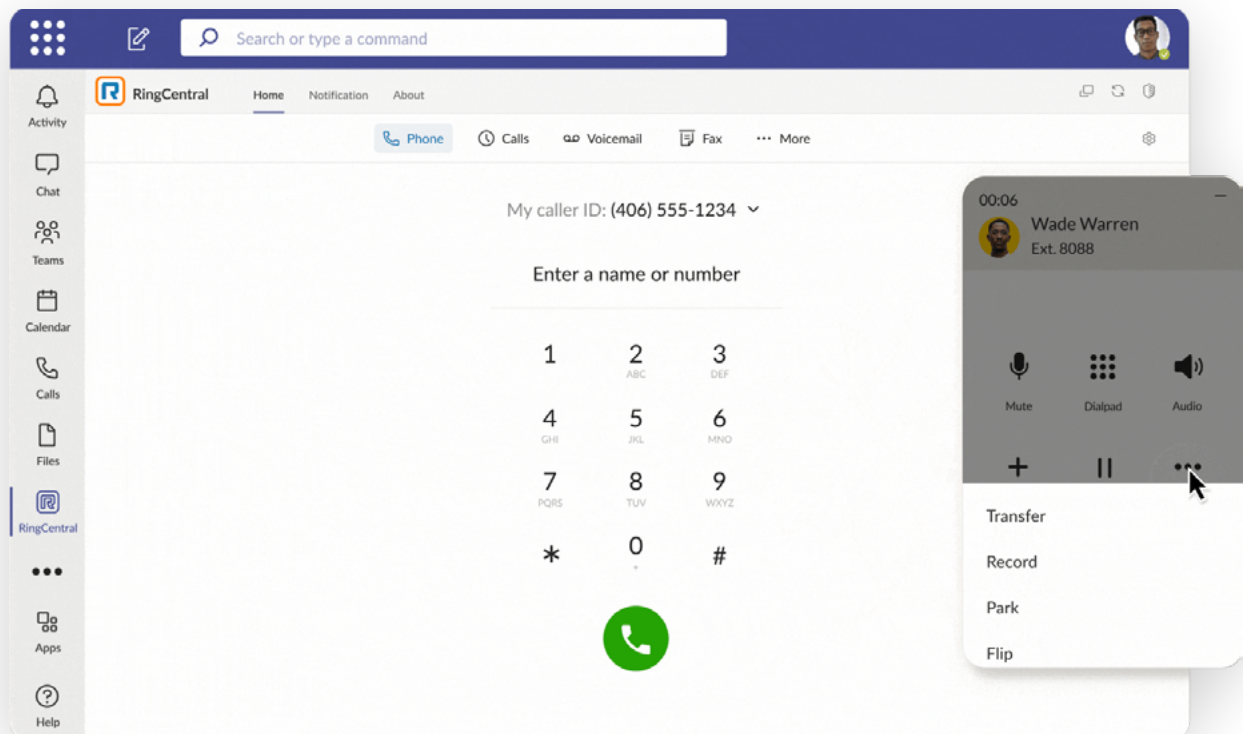 Search or type a command
Activity
Chat
Teams
Calendar
Calls
Files
RingCentral
Apps
Help
R RingCentral Home Notification About
Phone Calls Voicemail Fax More
My caller ID: (406) 555-1234
Enter a name or number
1 2 3
ABC DEF
4 5 6
GHI JKL MNO
7 8 9
PQRS TUV WXYZ
* 0 #
+
00:06
Wade Warren
Ext. 8088
Mute Dialpad Audio
Transfer
Record
Park
Flip